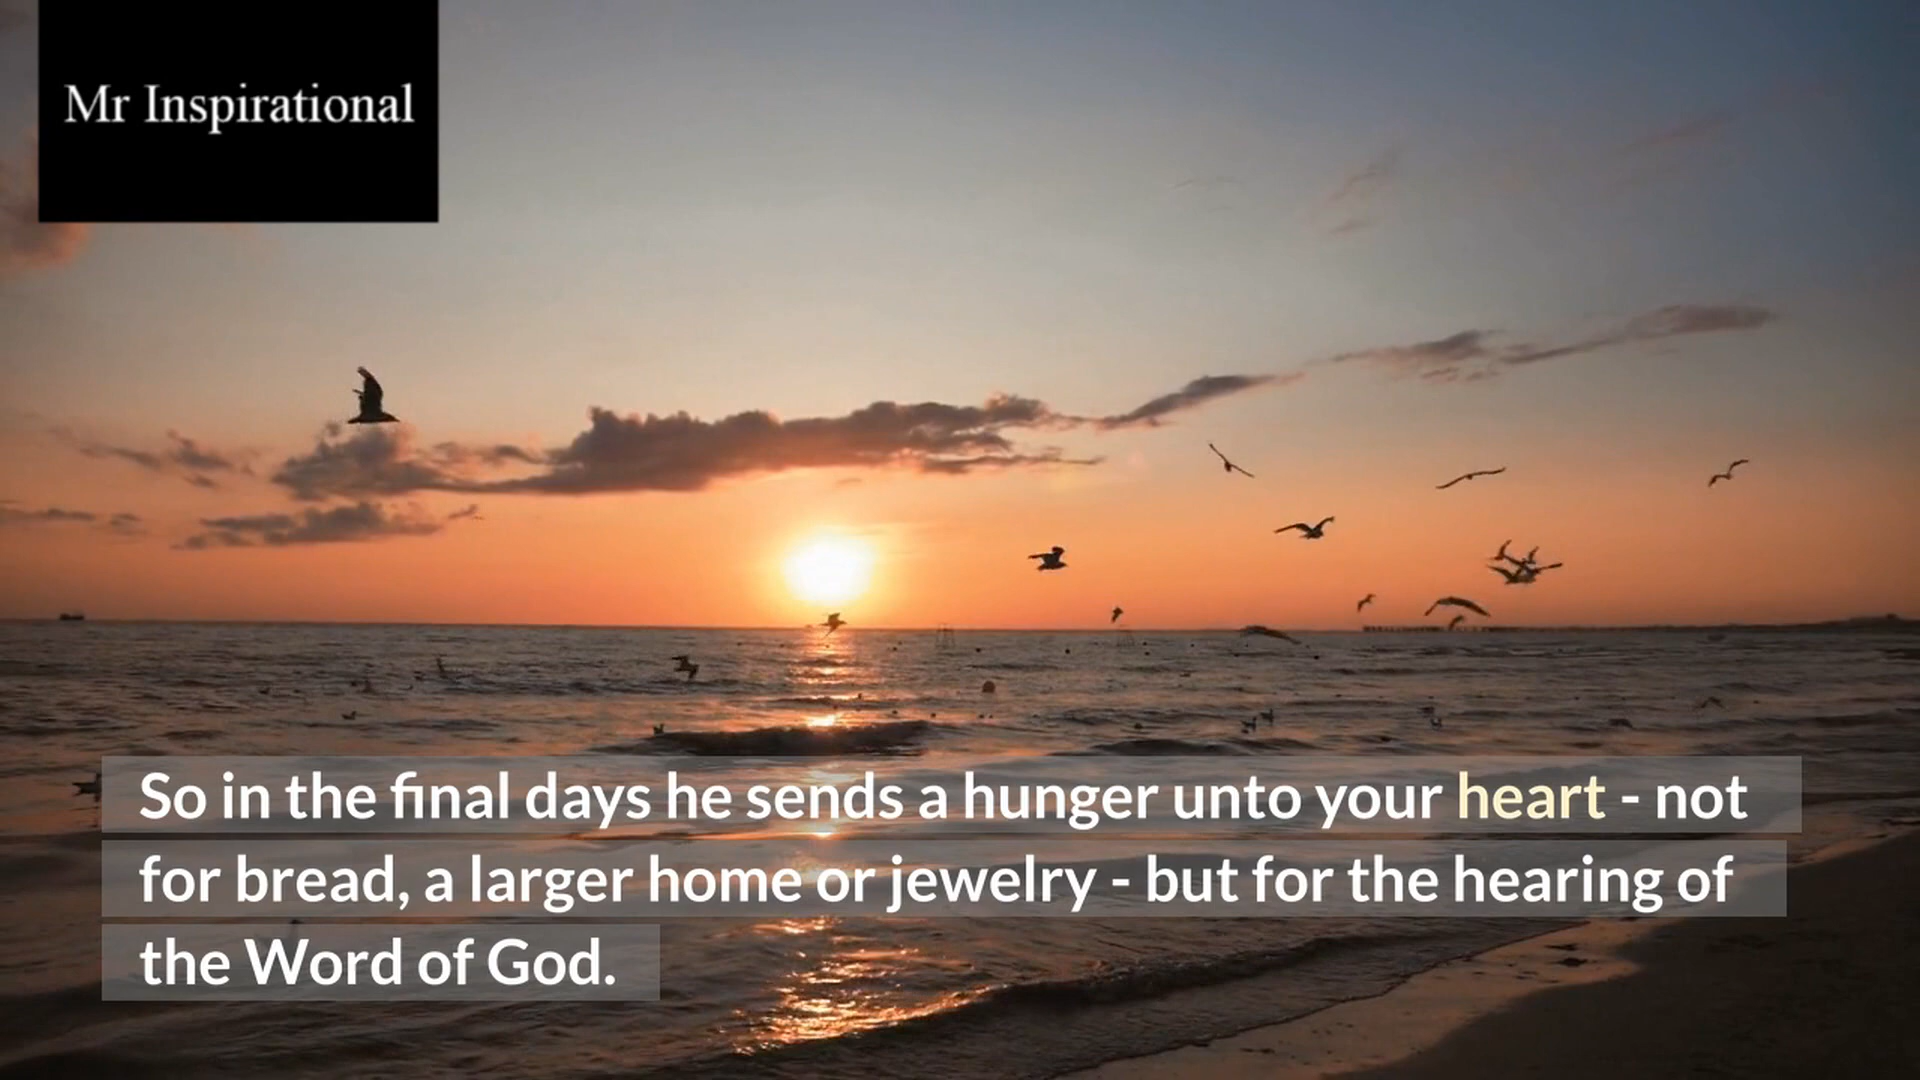 Mr Inspirational
So in the final days he sends a hunger unto your heart - not
for bread, a larger home or jewelry - but for the hearing of
the Word of God.